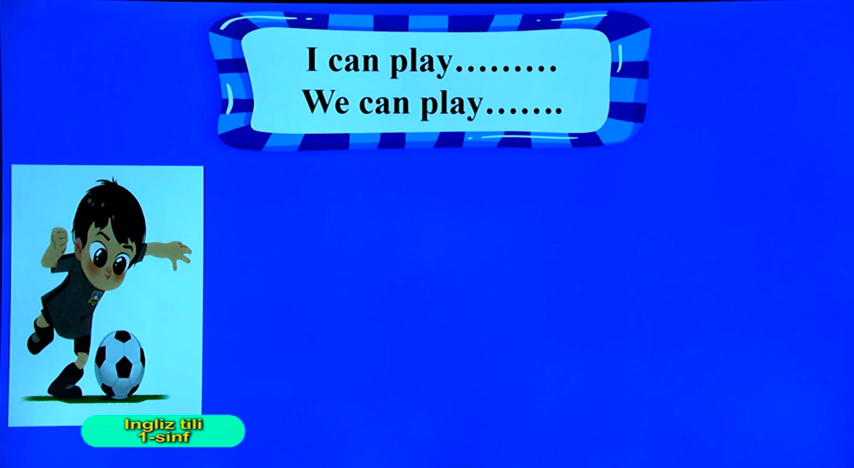 I can play.........
We can play.......
Ingliz tili
1-sinf